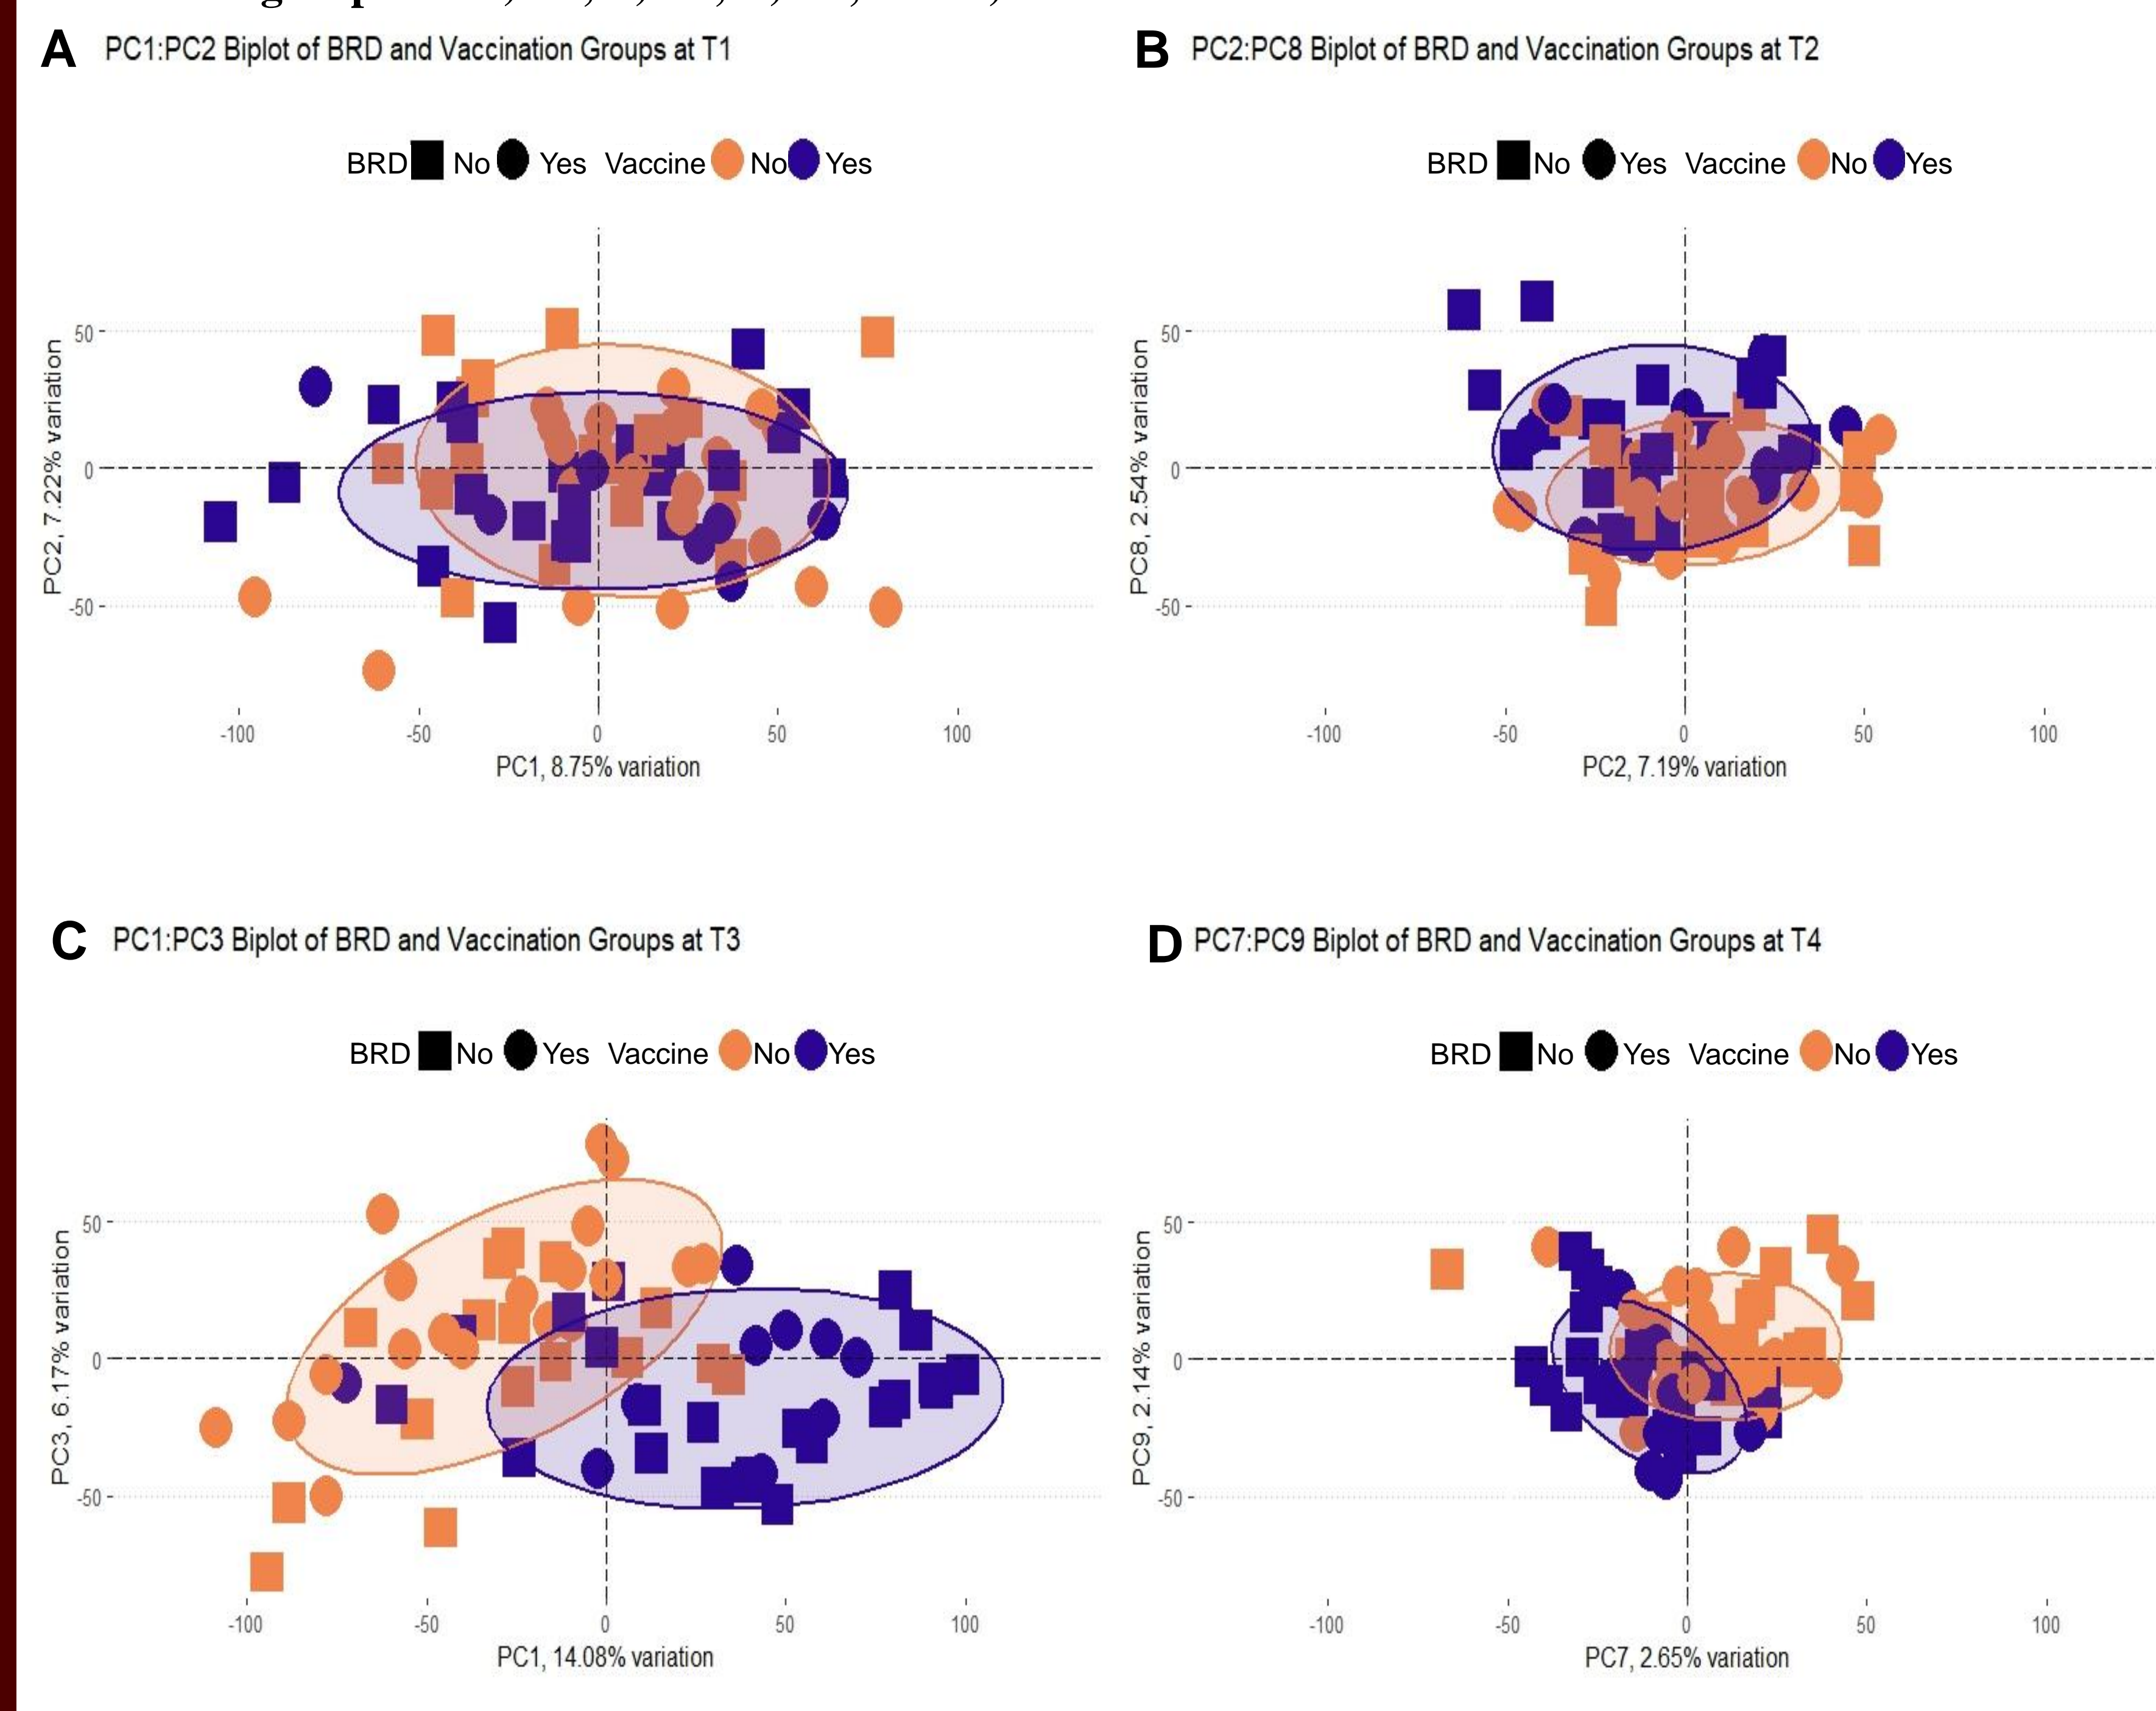 A PC1:PC2 Biplot of BRD and Vaccination Groups at T1
BRD No Yes Vaccine No Yes
PC2, 7.22% variation
50
0
-50
-100 -50 0 50 100
PC1, 8.75% variation
B PC2:PC8 Biplot of BRD and Vaccination Groups at T2
BRD No Yes Vaccine No Yes
PC8, 2.54% variation
50
0
-50
-100 -50 0 50 100
PC2, 7.19% variation
C PC1:PC3 Biplot of BRD and Vaccination Groups at T3
BRD No Yes Vaccine No Yes
PC3, 6.17% variation
50
0
-50
-100 -50 0 50 100
PC1, 14.08% variation
D PC7:PC9 Biplot of BRD and Vaccination Groups at T4
BRD No Yes Vaccine No Yes
PC9, 2.14% variation
50
0
-50
-100 -50 0 50 100
PC7, 2.65% variation